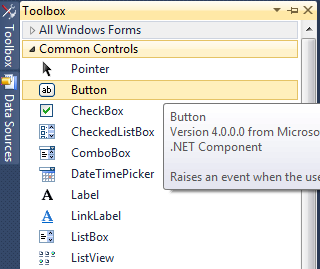 Toolbox
All Windows Forms
Common Controls
Pointer
ab Button
CheckBox
CheckedListBox
ComboBox
DateTimePicker
A Label
A LinkLabel
ListBox
ListView
Button
Version 4.0.0.0 from Microso
.NET Component
Raises an event when the use
Toolbox
Data Sources